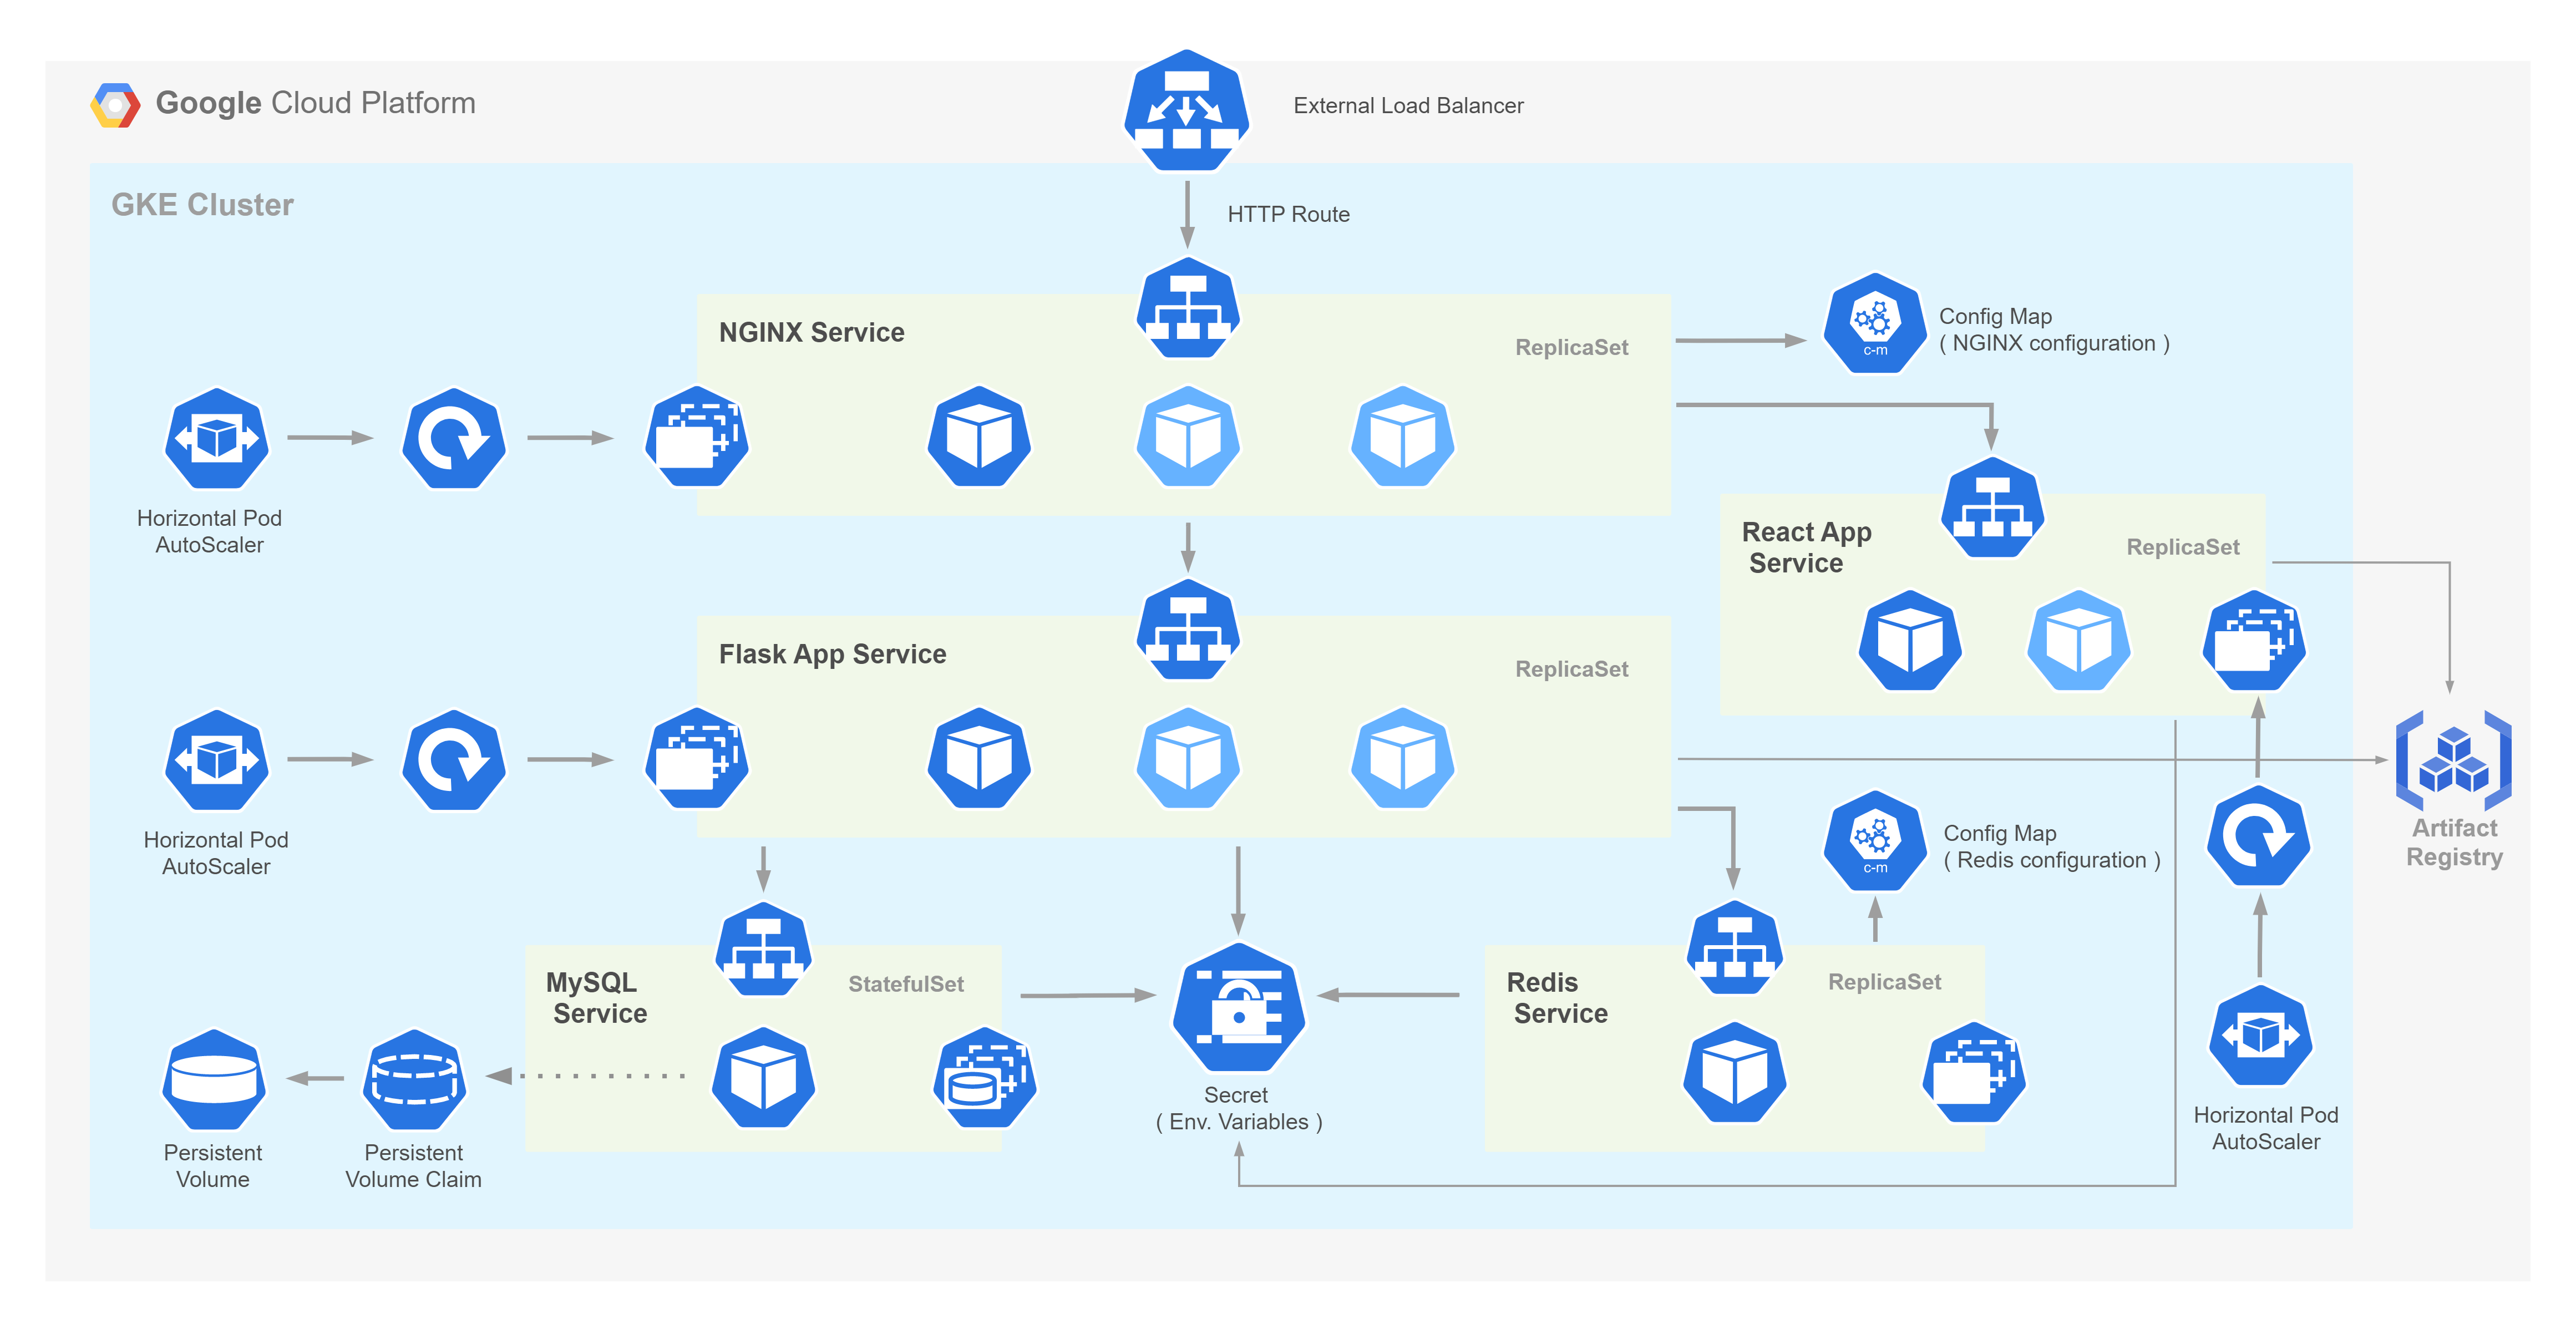 Google Cloud Platform
External Load Balancer
GKE Cluster
HTTP Route
NGINX Service
ReplicaSet
c-m
Config Map
( NGINX configuration )
Horizontal Pod
AutoScaler
React App
Service
ReplicaSet
Flask App Service
ReplicaSet
Horizontal Pod
AutoScaler
c-m
Config Map
( Redis configuration )
Artifact
Registry
MySQL
Service
StatefulSet
Redis
Service
ReplicaSet
Secret
( Env. Variables )
Persistent
Volume
Persistent
Volume Claim
Horizontal Pod
AutoScaler